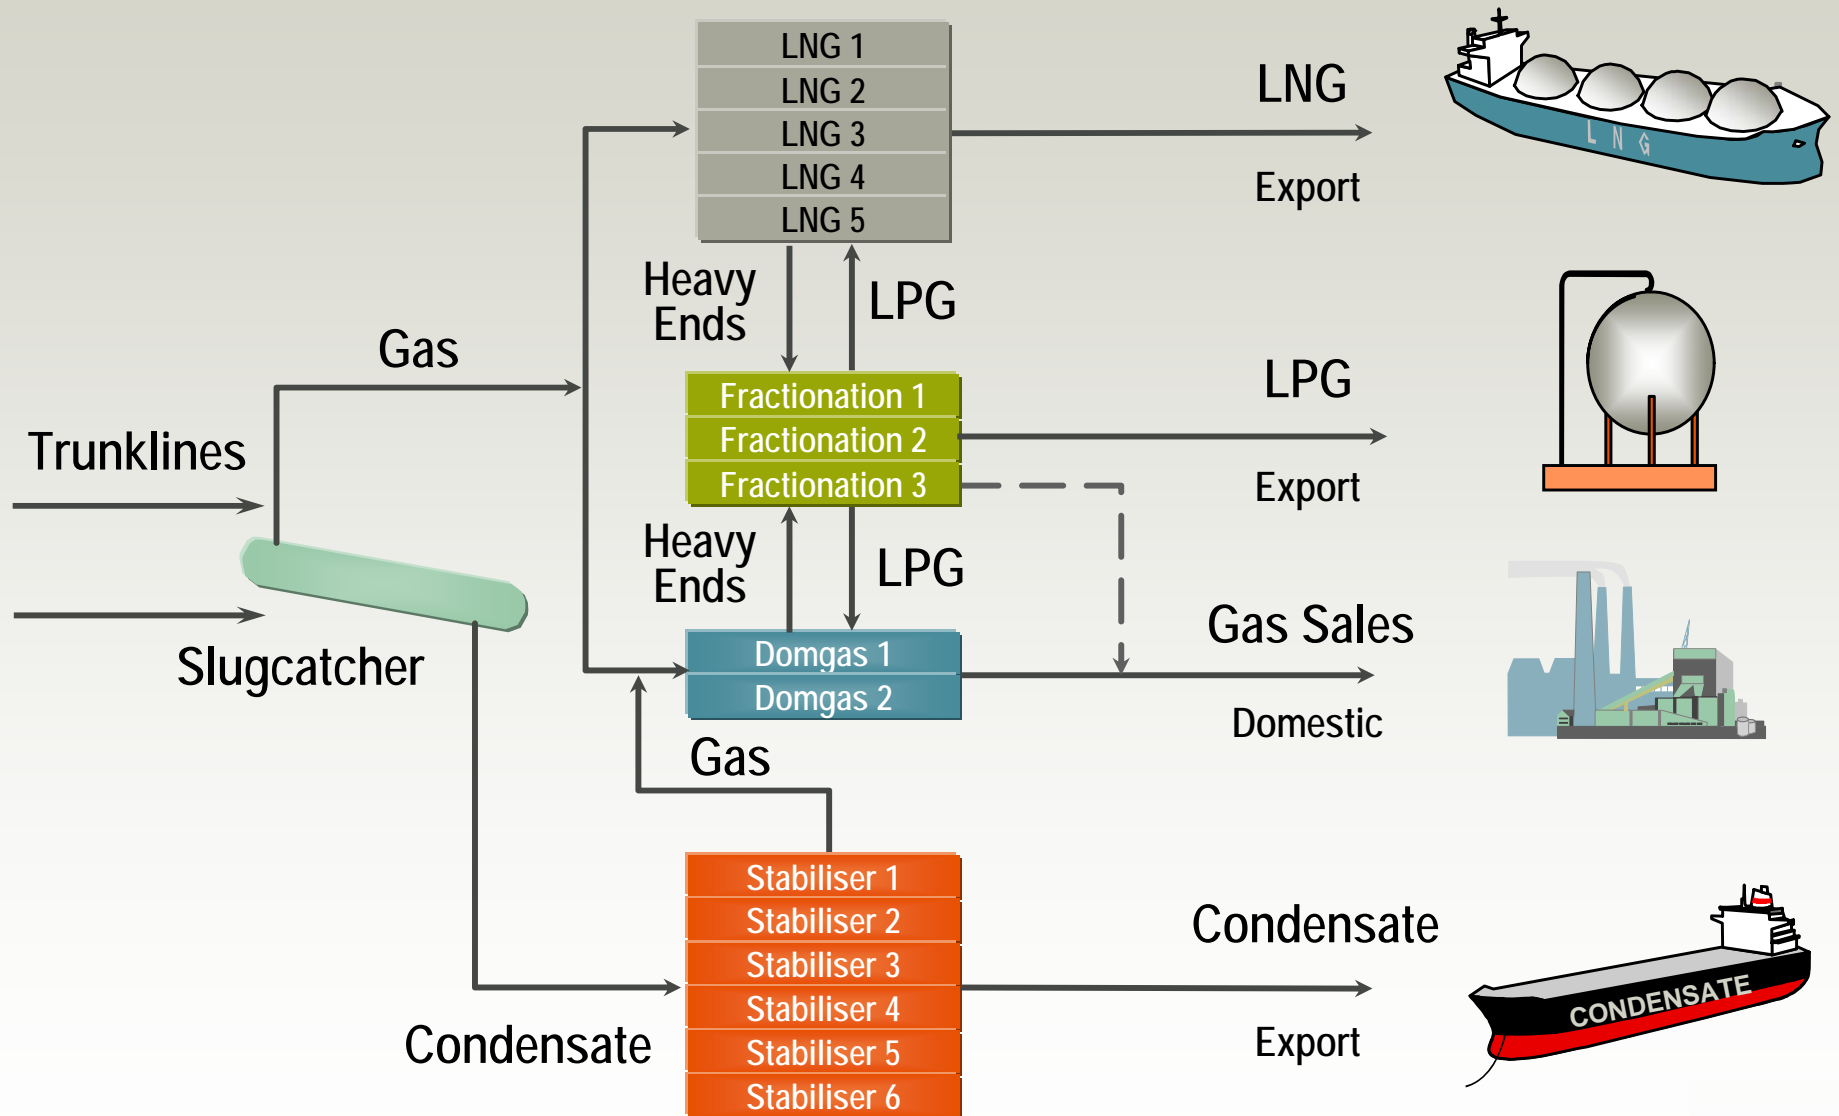 LNG 1
LNG 2
LNG 3
LNG 4
LNG 5
LNG
Export
L N G
Heavy
Ends
LPG
Gas
Fractionation 1
Fractionation 2
Fractionation 3
LPG
Export
Trunklines
Slugcatcher
Heavy
Ends
LPG
Domgas 1
Domgas 2
Gas Sales
Domestic
Gas
Stabiliser 1
Stabiliser 2
Stabiliser 3
Stabiliser 4
Stabiliser 5
Stabiliser 6
Condensate
Condensate
Export
CONDENSATE